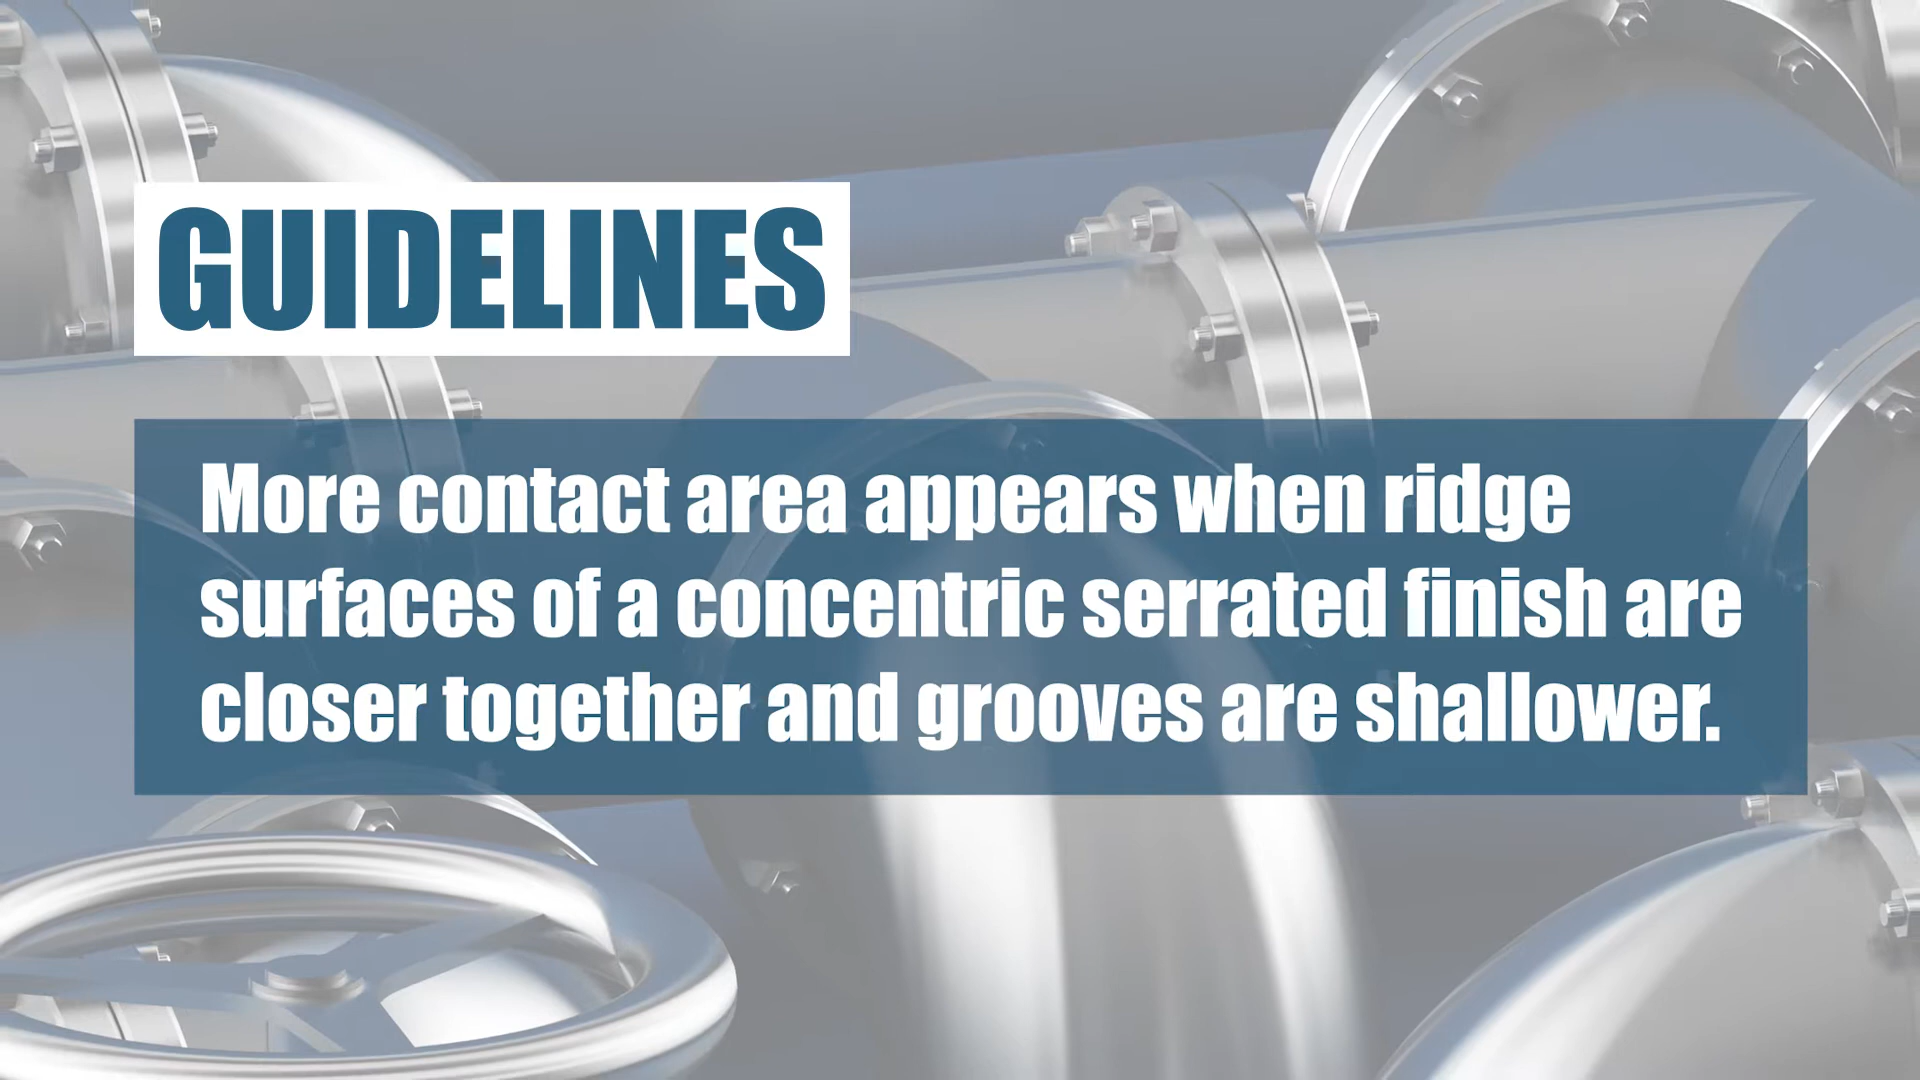 GUIDELINES
More contact area appears when ridge
surfaces of a concentric serrated finish are
closer together and grooves are shallower.